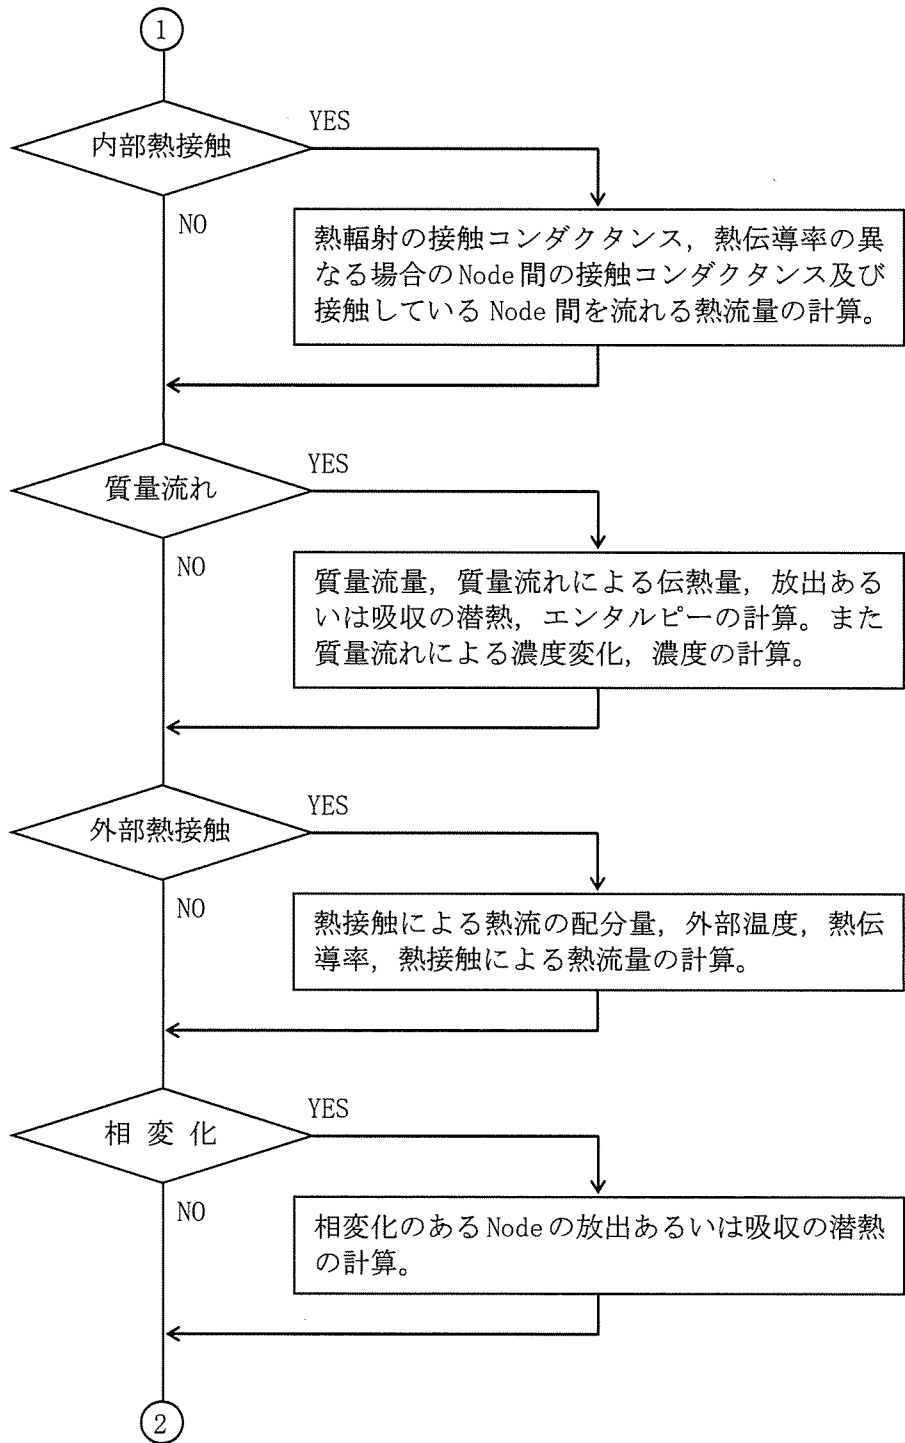 1
内部熱接触
YES
NO
熱輻射の接触コンダクタンス，熱伝導率の異
なる場合のNode間の接触コンダクタンス及び
接触しているNode間を流れる熱流量の計算。
質量流れ
YES
NO
質量流量，質量流れによる伝熱量，放出ある
いは吸収の潜熱，エンタルピーの計算。また
質量流れによる濃度変化，濃度の計算。
外部熱接触
YES
NO
熱接触による熱流の配分量，外部温度，熱伝
導率，熱接触による熱流量の計算。
相 変 化
YES
NO
相変化のあるNodeの放出あるいは吸収の潜熱
の計算。
2